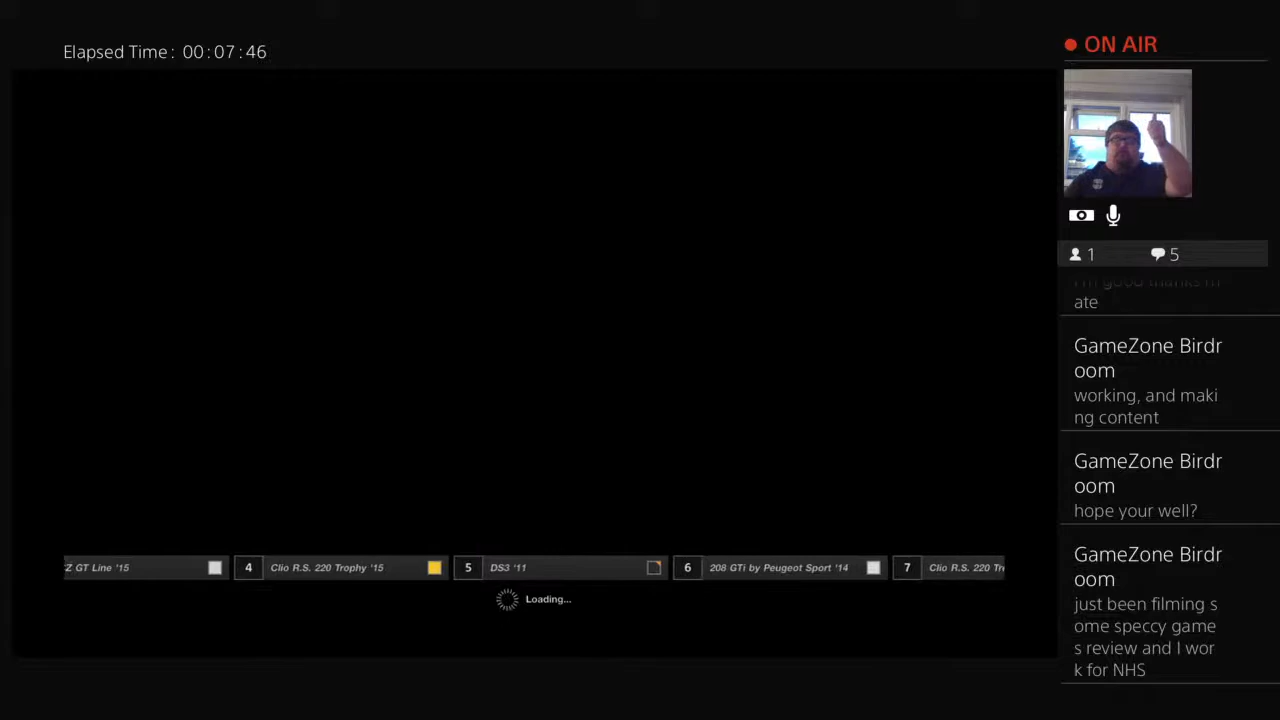 Elapsed Time: 00:07:46
ON AIR
1
5
I'm good thanks m
ate
GameZone Birdr
oom
working, and maki
ng content
GameZone Birdr
oom
hope your well?
GameZone Birdr
oom
just been filming s
ome speccy game
s review and I wor
k for NHS
Z GT Line '15
4 Clio R.S. 220 Trophy '15
5 DS3 '11
6 208 GTi by Peugeot Sport '14
7 Clio R.S. 220 Tr
Loading...